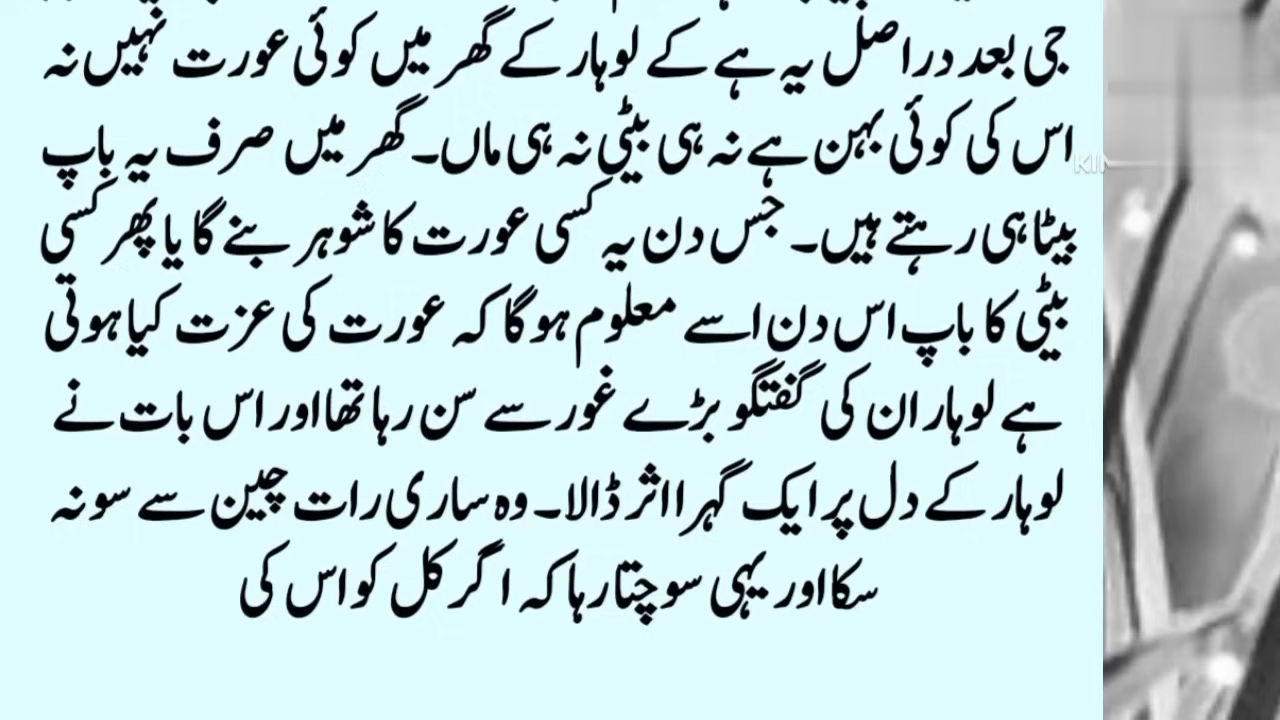 جی بعد دراصل یہ ہے کے لوہار کے گھر میں کوئی عورت نہیں نہ
اس کی کوئی بہن ہے نہ ہی بیٹی نہ ہی ماں۔ گھر میں صرف یہ باپ
بیٹا ہی رہتے ہیں۔ جس دن یہ کسی عورت کا شوہر بنے گا یا پھر کسی
بیٹی کا باپ اس دن اسے معلوم ہو گا کہ عورت کی عزت کیا ہوتی
ہے لوہار ان کی گفتگو بڑے غور سے سن رہا تھا اور اس بات نے
لوہار کے دل پر ایک گہرا اثر ڈالا۔ وہ ساری رات چین سے سو نہ
سکا اور یہی سوچتا رہا کہ اگر کل کو اس کی